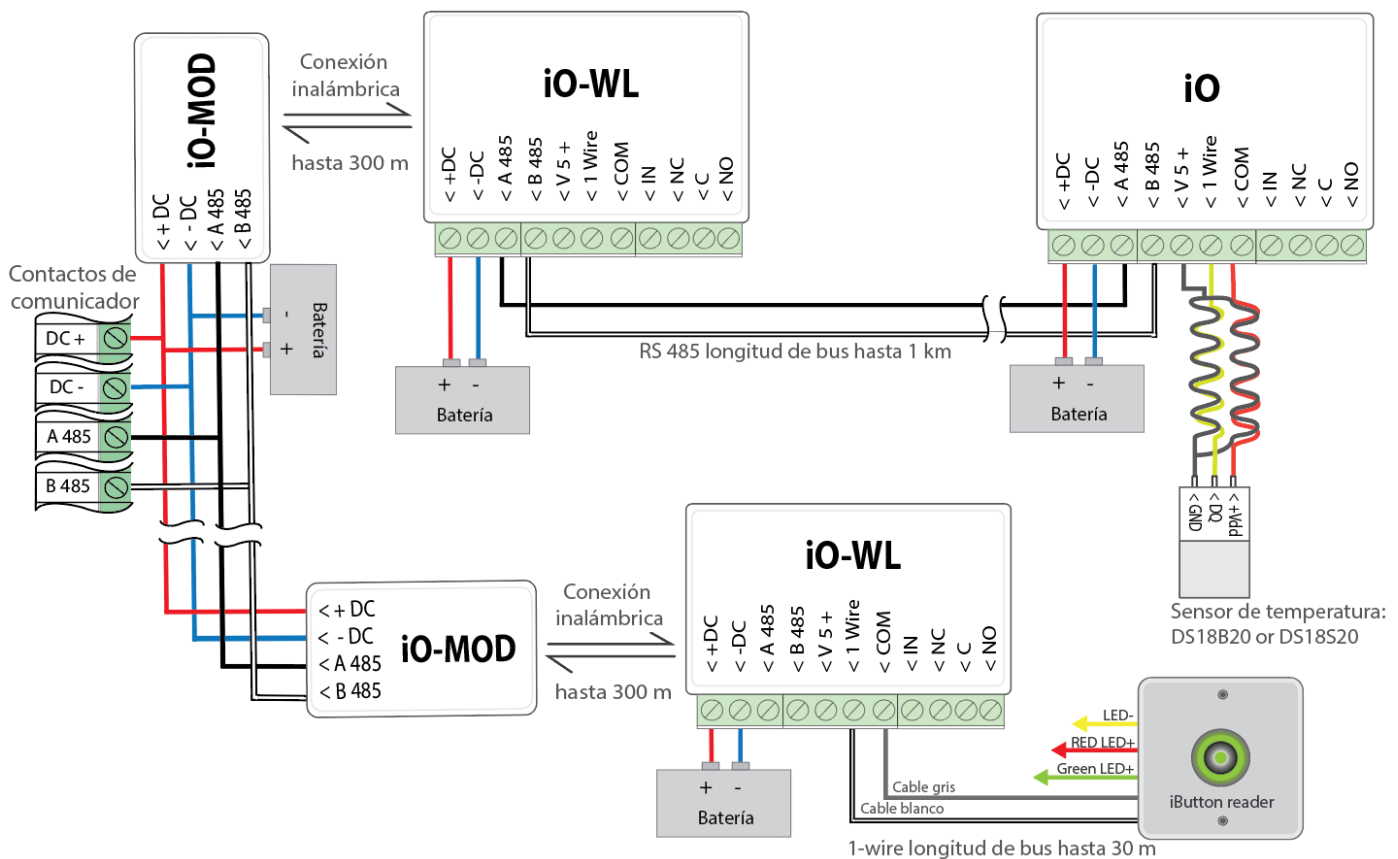 iO-MOD
< + DC
< - DC
< A 485
< B 485
Conexión
inalámbrica
hasta 300 m
iO-WL
< +DC
< -DC
< A 485
< B 485
< V 5 +
< 1 Wire
< COM
< IN
< NC
< C
< NO
iO
< +DC
< -DC
< A 485
< B 485
< V 5 +
< 1 Wire
< COM
< IN
< NC
< C
< NO
Contactos de
comunicador
DC +
DC -
A 485
B 485
- +
Batería
+ -
Batería
RS 485 longitud de bus hasta 1 km
+ -
Batería
< GND
< DQ
< +Vdd
Sensor de temperatura:
DS18B20 or DS18S20
iO-MOD
< + DC
< - DC
< A 485
< B 485
Conexión
inalámbrica
hasta 300 m
iO-WL
< +DC
< -DC
< A 485
< B 485
< V 5 +
< 1 Wire
< COM
< IN
< NC
< C
< NO
+ -
Batería
LED-
RED LED+
Green LED+
Cable gris
Cable blanco
iButton reader
1-wire longitud de bus hasta 30 m